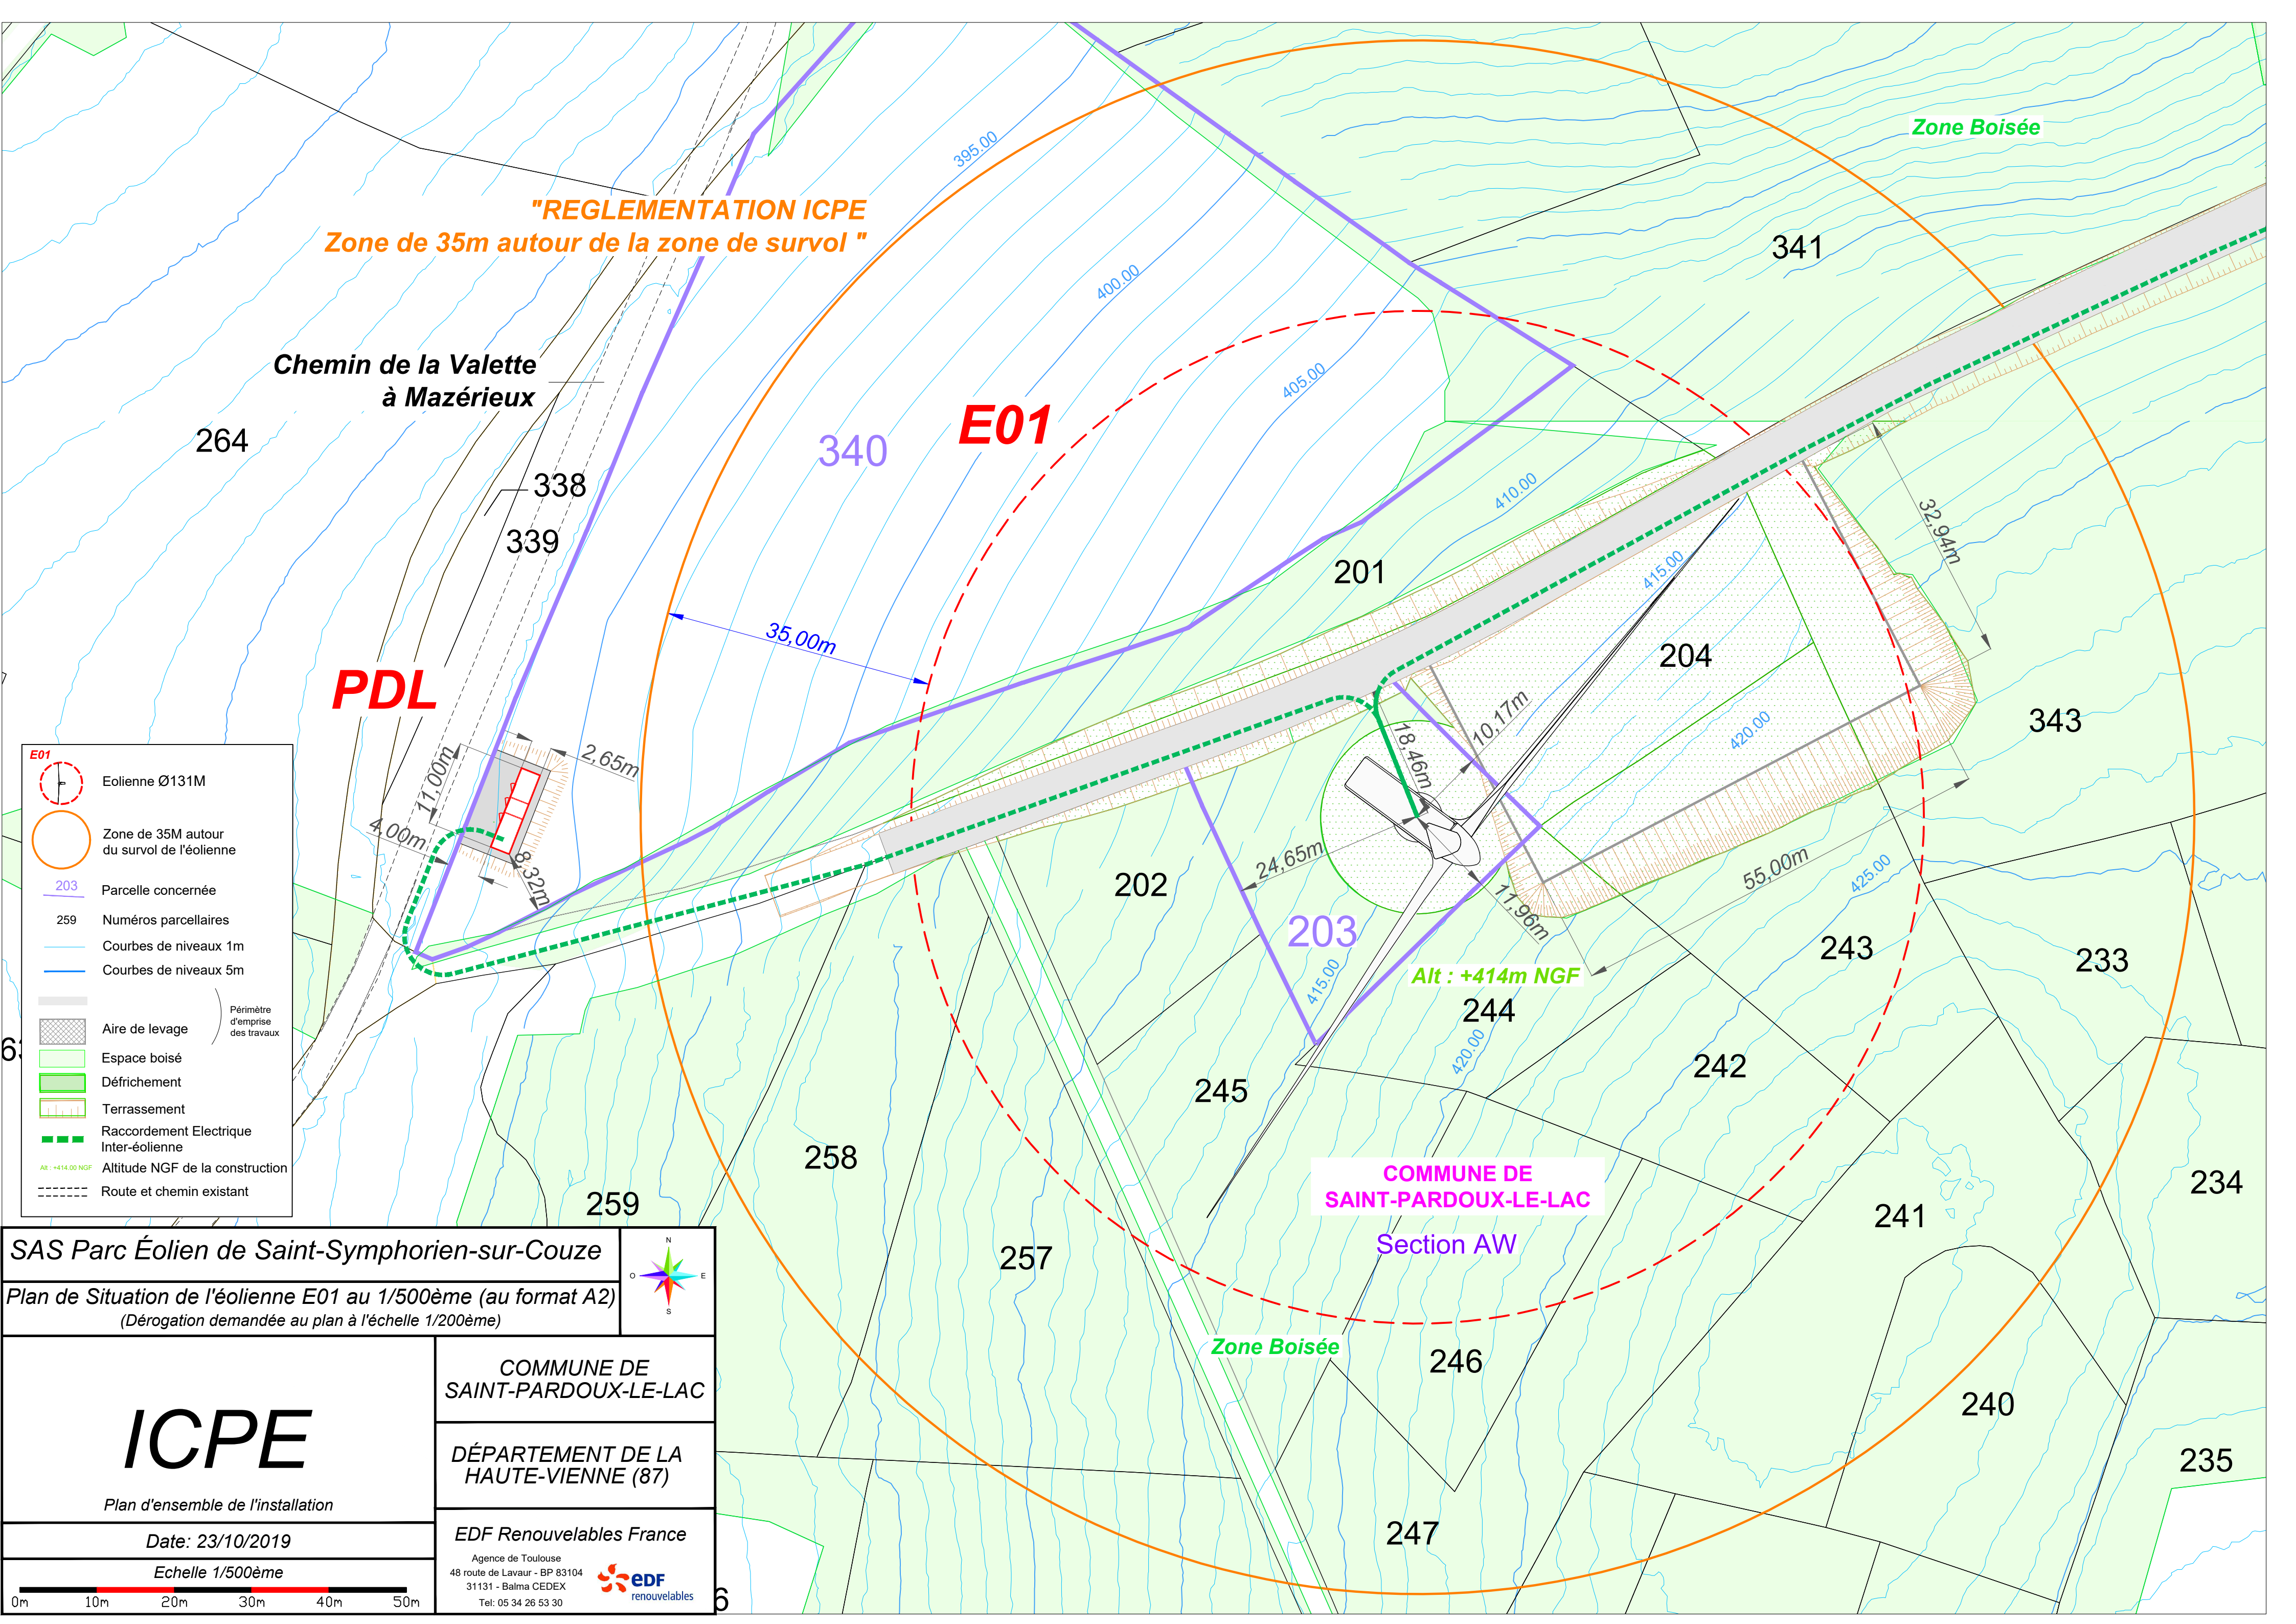 Zone Boisée
395.00
"REGLEMENTATION ICPE
Zone de 35m autour de la zone de survol "
341
400.00
Chemin de la Valette
à Mazérieux
405.00
E01
264
340
338
410.00
32,94m
339
201
415.00
35,00m
204
PDL
10,17m
343
18,46m
420.00
2,65m
11,00m
4,00m
8,32m
24,65m
55,00m
425.00
202
11,96m
203
243
233
Alt : +414m NGF
415.00
244
420.00
242
245
258
COMMUNE DE
SAINT-PARDOUX-LE-LAC
234
259
241
Section AW
257
Zone Boisée
246
240
235
247
E01
Eolienne Ø131M
Zone de 35M autour
du survol de l'éolienne
203
Parcelle concernée
259
Numéros parcellaires
Courbes de niveaux 1m
Courbes de niveaux 5m
Périmètre
d'emprise
des travaux
Aire de levage
Espace boisé
Défrichement
Terrassement
Raccordement Electrique
Inter-éolienne
Alt : +414.00 NGF
Altitude NGF de la construction
Route et chemin existant
SAS Parc Éolien de Saint-Symphorien-sur-Couze
N
O
E
S
Plan de Situation de l'éolienne E01 au 1/500ème (au format A2)
(Dérogation demandée au plan à l'échelle 1/200ème)
ICPE
Plan d'ensemble de l'installation
COMMUNE DE
SAINT-PARDOUX-LE-LAC
DÉPARTEMENT DE LA
HAUTE-VIENNE (87)
Date: 23/10/2019
Echelle 1/500ème
0m 10m 20m 30m 40m 50m
EDF Renouvelables France
Agence de Toulouse
48 route de Lavaur - BP 83104
31131 - Balma CEDEX
Tel: 05 34 26 53 30
eDF
renouvelables